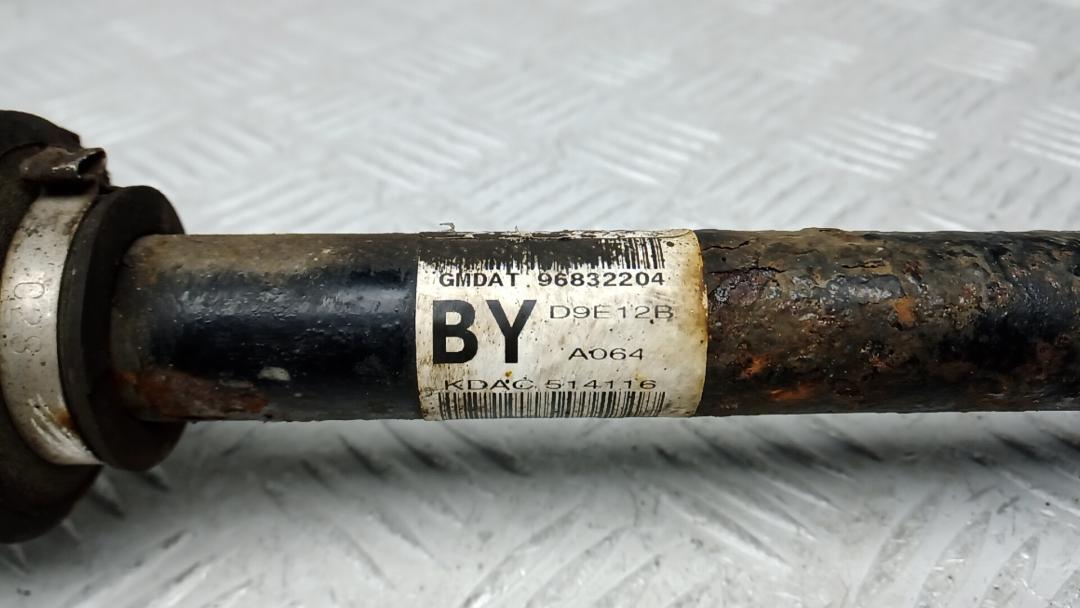 GMDAT 96832204
BY D9E12B
A064
KDAC 514116